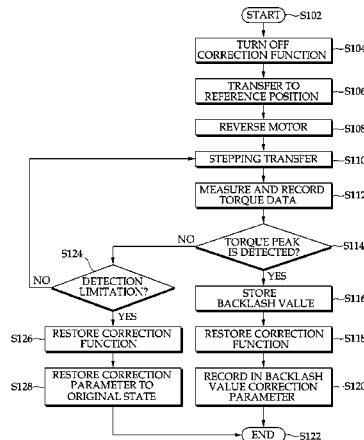 START
S102
TURN OFF
CORRECTION FUNCTION
S104
TRANSFER TO
REFERENCE POSITION
S106
REVERSE MOTOR
S108
STEPPING TRANSFER
S110
MEASURE AND RECORD
TORQUE DATA
S112
TORQUE PEAK
IS DETECTED?
S114
NO
YES
S124
DETECTION
LIMITATION?
NO
YES
STORE
BACKLASH VALUE
S116
S126
RESTORE CORRECTION
FUNCTION
RESTORE CORRECTION
FUNCTION
S118
S128
RESTORE CORRECTION
PARAMETER TO
ORIGINAL STATE
RECORD IN BACKLASH
VALUE CORRECTION
PARAMETER
S120
END
S122